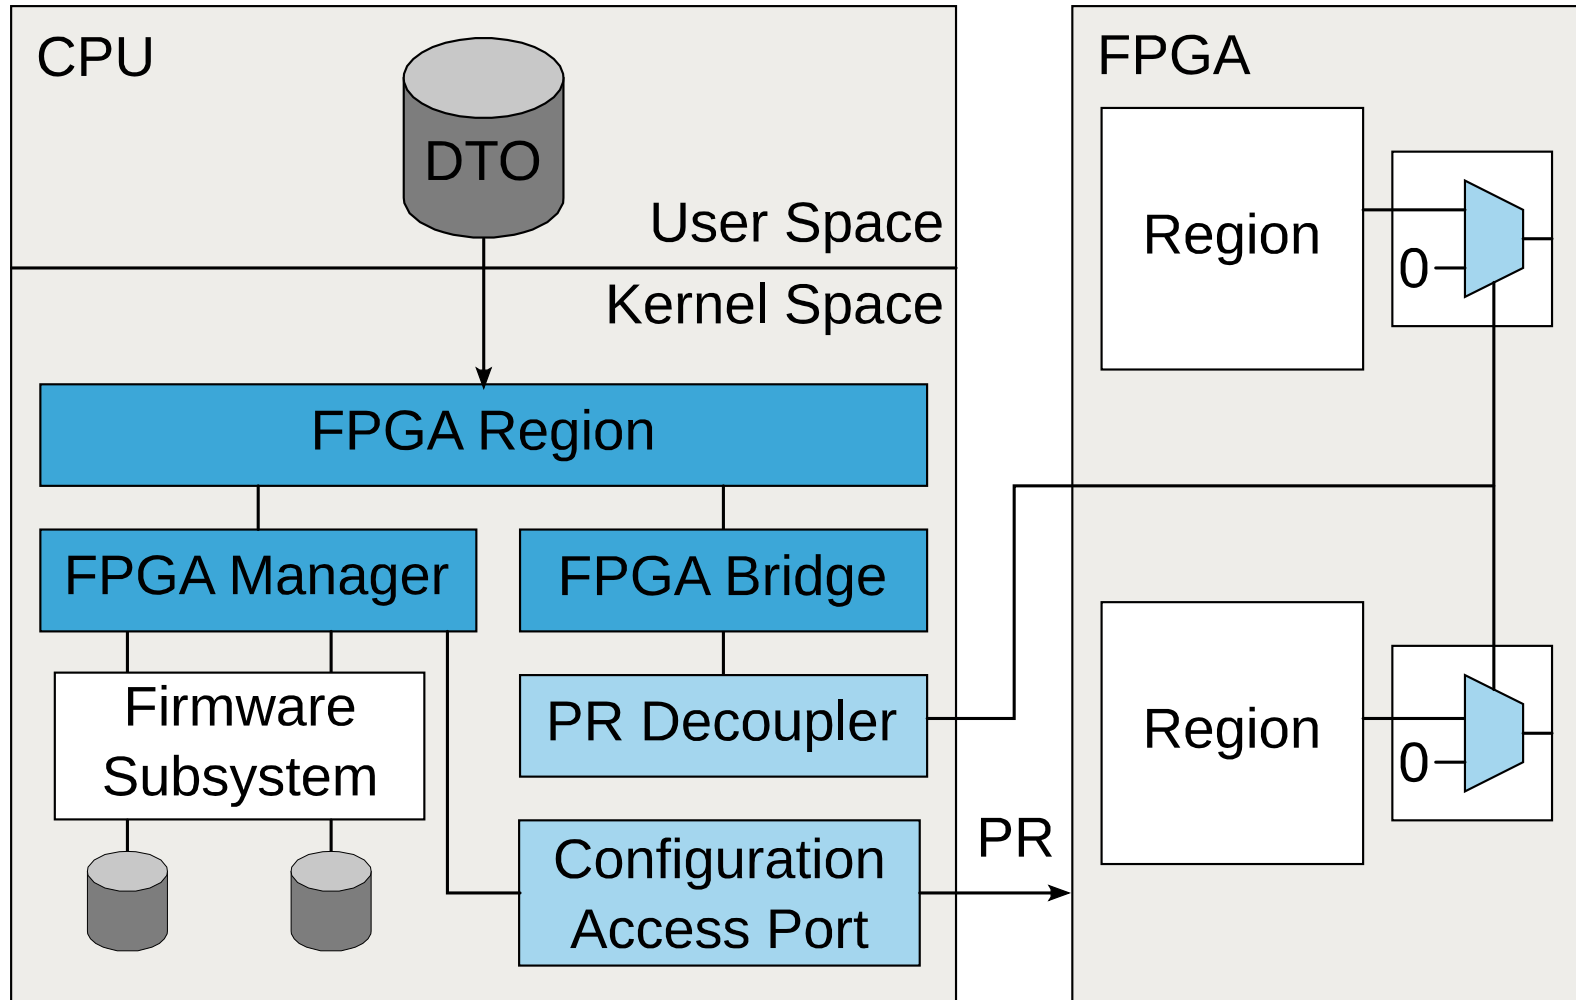 CPU
DTO
User Space
Kernel Space
FPGA Region
FPGA Manager
FPGA Bridge
Firmware
Subsystem
PR Decoupler
Configuration
Access Port
PR
FPGA
Region
0
Region
0